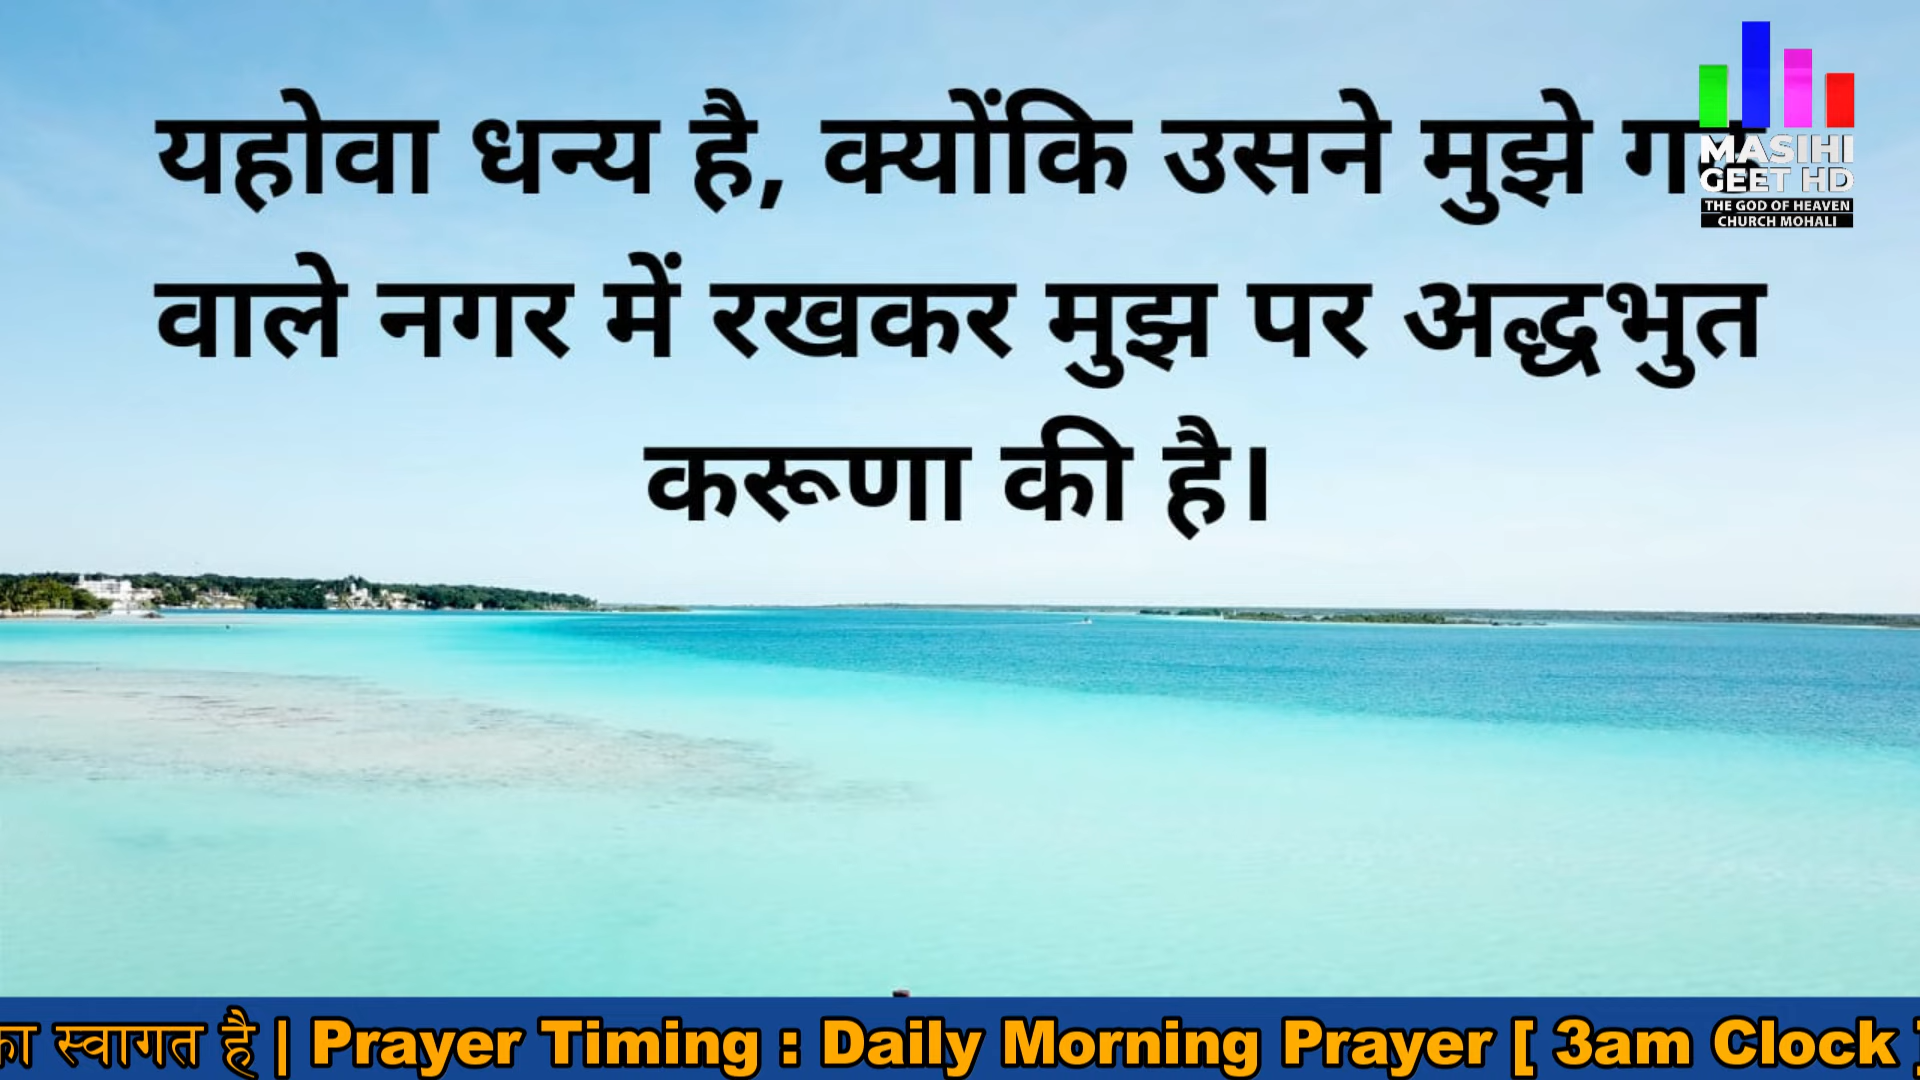 यहोवा धन्य है, क्योंकि उसने मुझे
वाले नगर में रखकर मुझ पर अद्धभुत
करूणा की है।
MASIHI
GEET HD
THE GOD OF HEAVEN
CHURCH MOHALI
का स्वागत है | Prayer Timing : Daily Morning Prayer [ 3am Clock ]